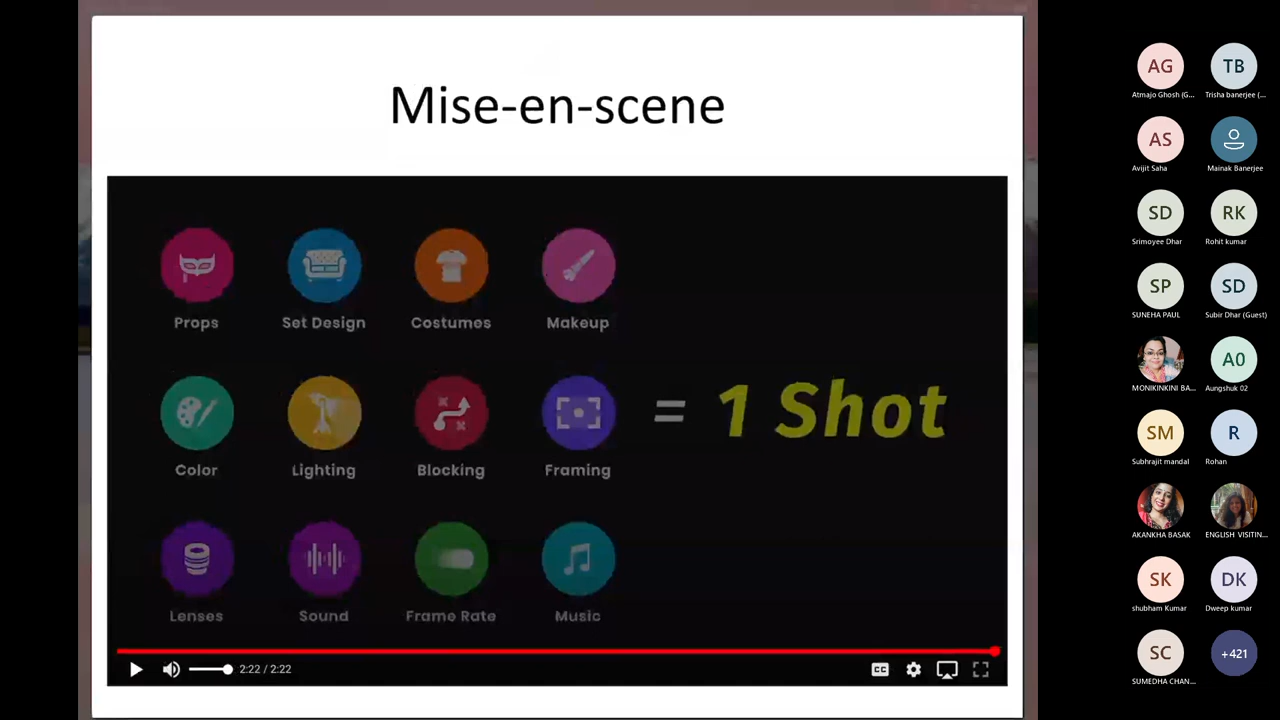 Mise-en-scene
Props
Set Design
Costumes
Makeup
Color
Lighting
Blocking
Framing
= 1 Shot
Lenses
Sound
Frame Rate
Music
2:22 / 2:22
CC
AG
TB
Atmajo Ghosh (G...
Trisha banerjee (...
AS
Avijit Saha
Mainak Banerjee
SD
RK
Srimoyee Dhar
Rohit kumar
SP
SD
SUNEHA PAUL
Subir Dhar (Guest)
A0
MONIKINKINI BA...
Aungshuk 02
SM
R
Subhrajit mandal
Rohan
AKANKHA BASAK
ENGLISH VISITIN...
SK
DK
shubham Kumar
Dweep kumar
SC
+421
SUMEDHA CHAN...